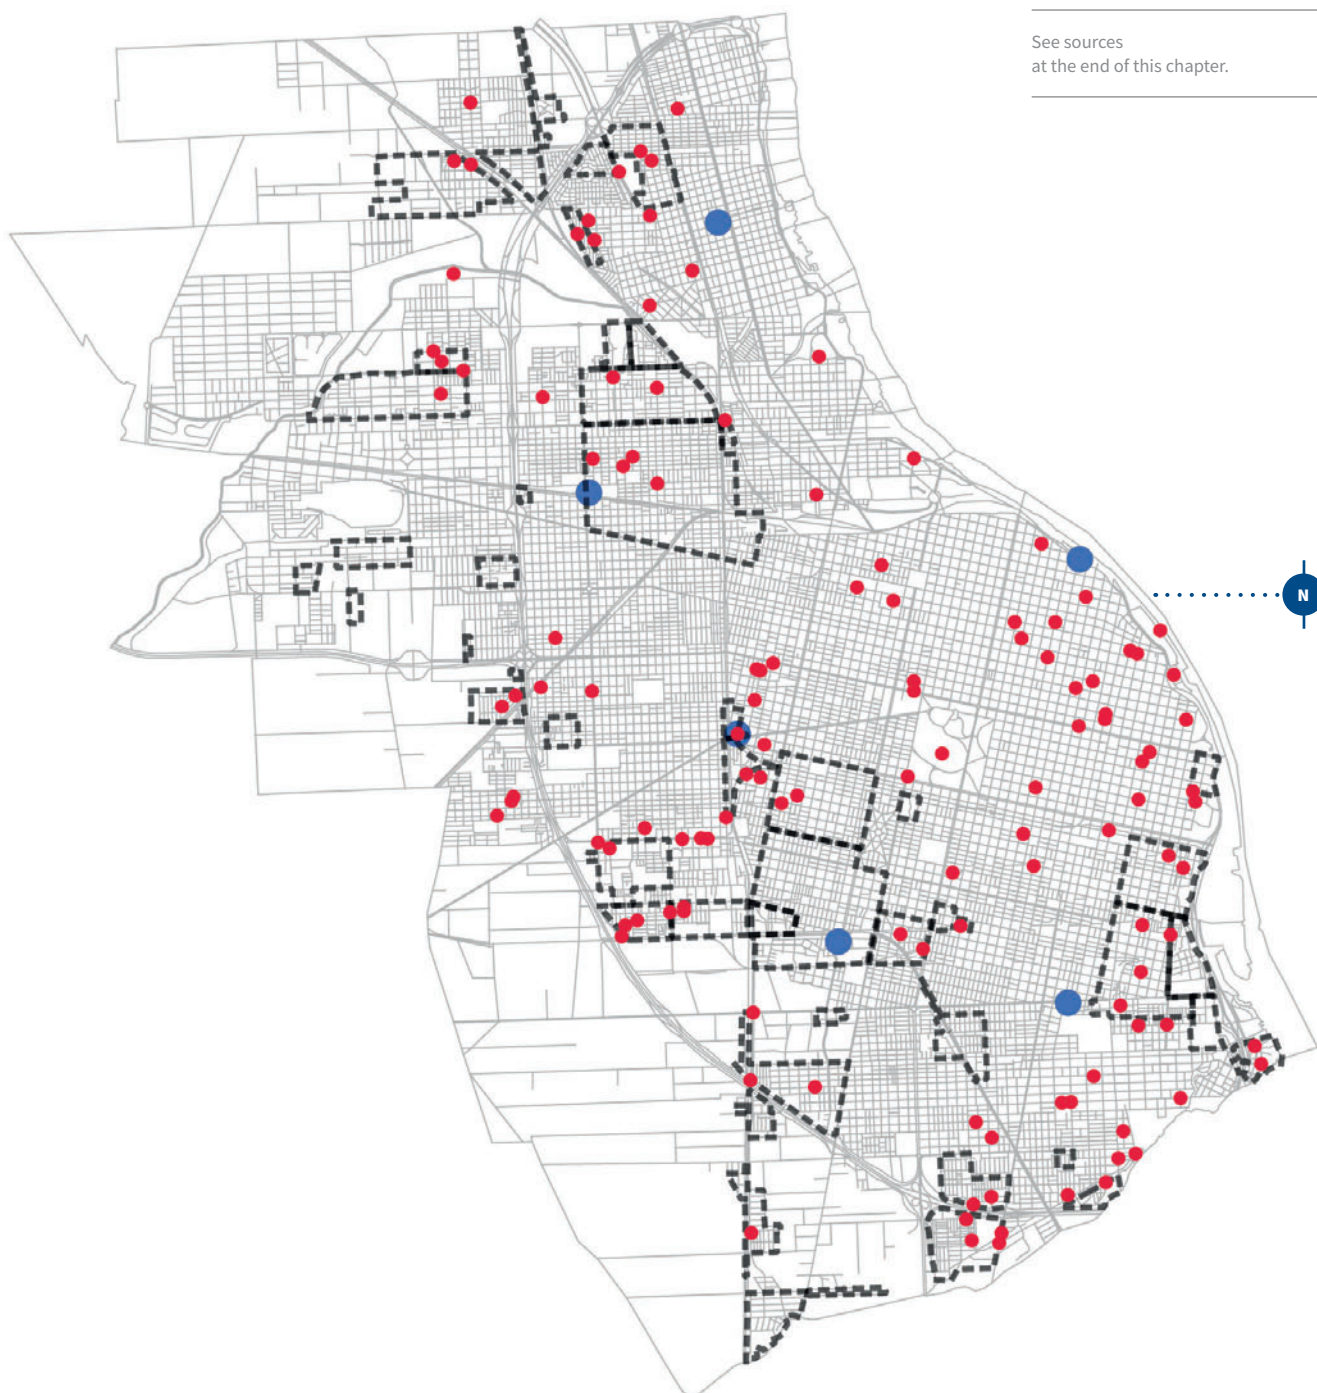 See sources
at the end of this chapter.
N